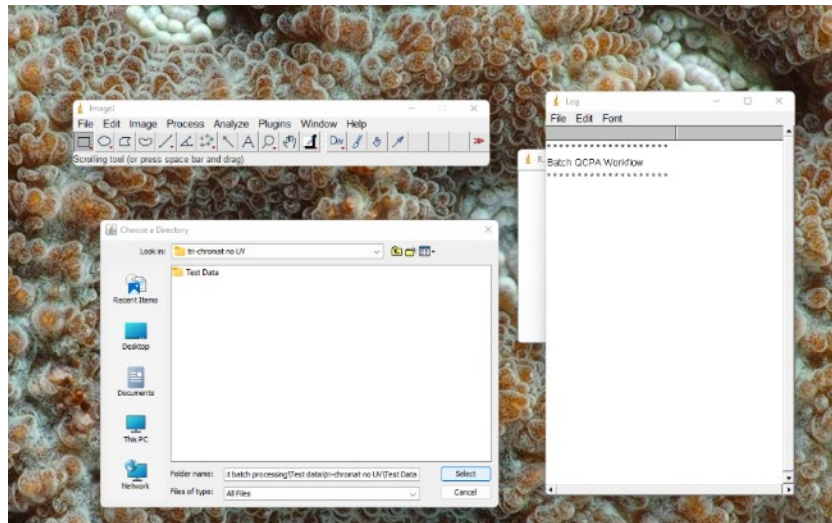 ImageJ
File Edit Image Process Analyze Plugins Window Help
A Dev
Scrolling tool (or press space bar and drag)
Log
File Edit Font
* * * * * * * * * * * * * * * * * * * *
Batch QCPA Workflow
* * * * * * * * * * * * * * * * * * * *
Choose a Directory
Look in: tri-chromat no UV
Test Data
Recent Items
Desktop
Documents
This PC
Network
Folder name: t batch processing\Test data\tri-chromat no UV\Test Data Select
Files of type: All Files Cancel